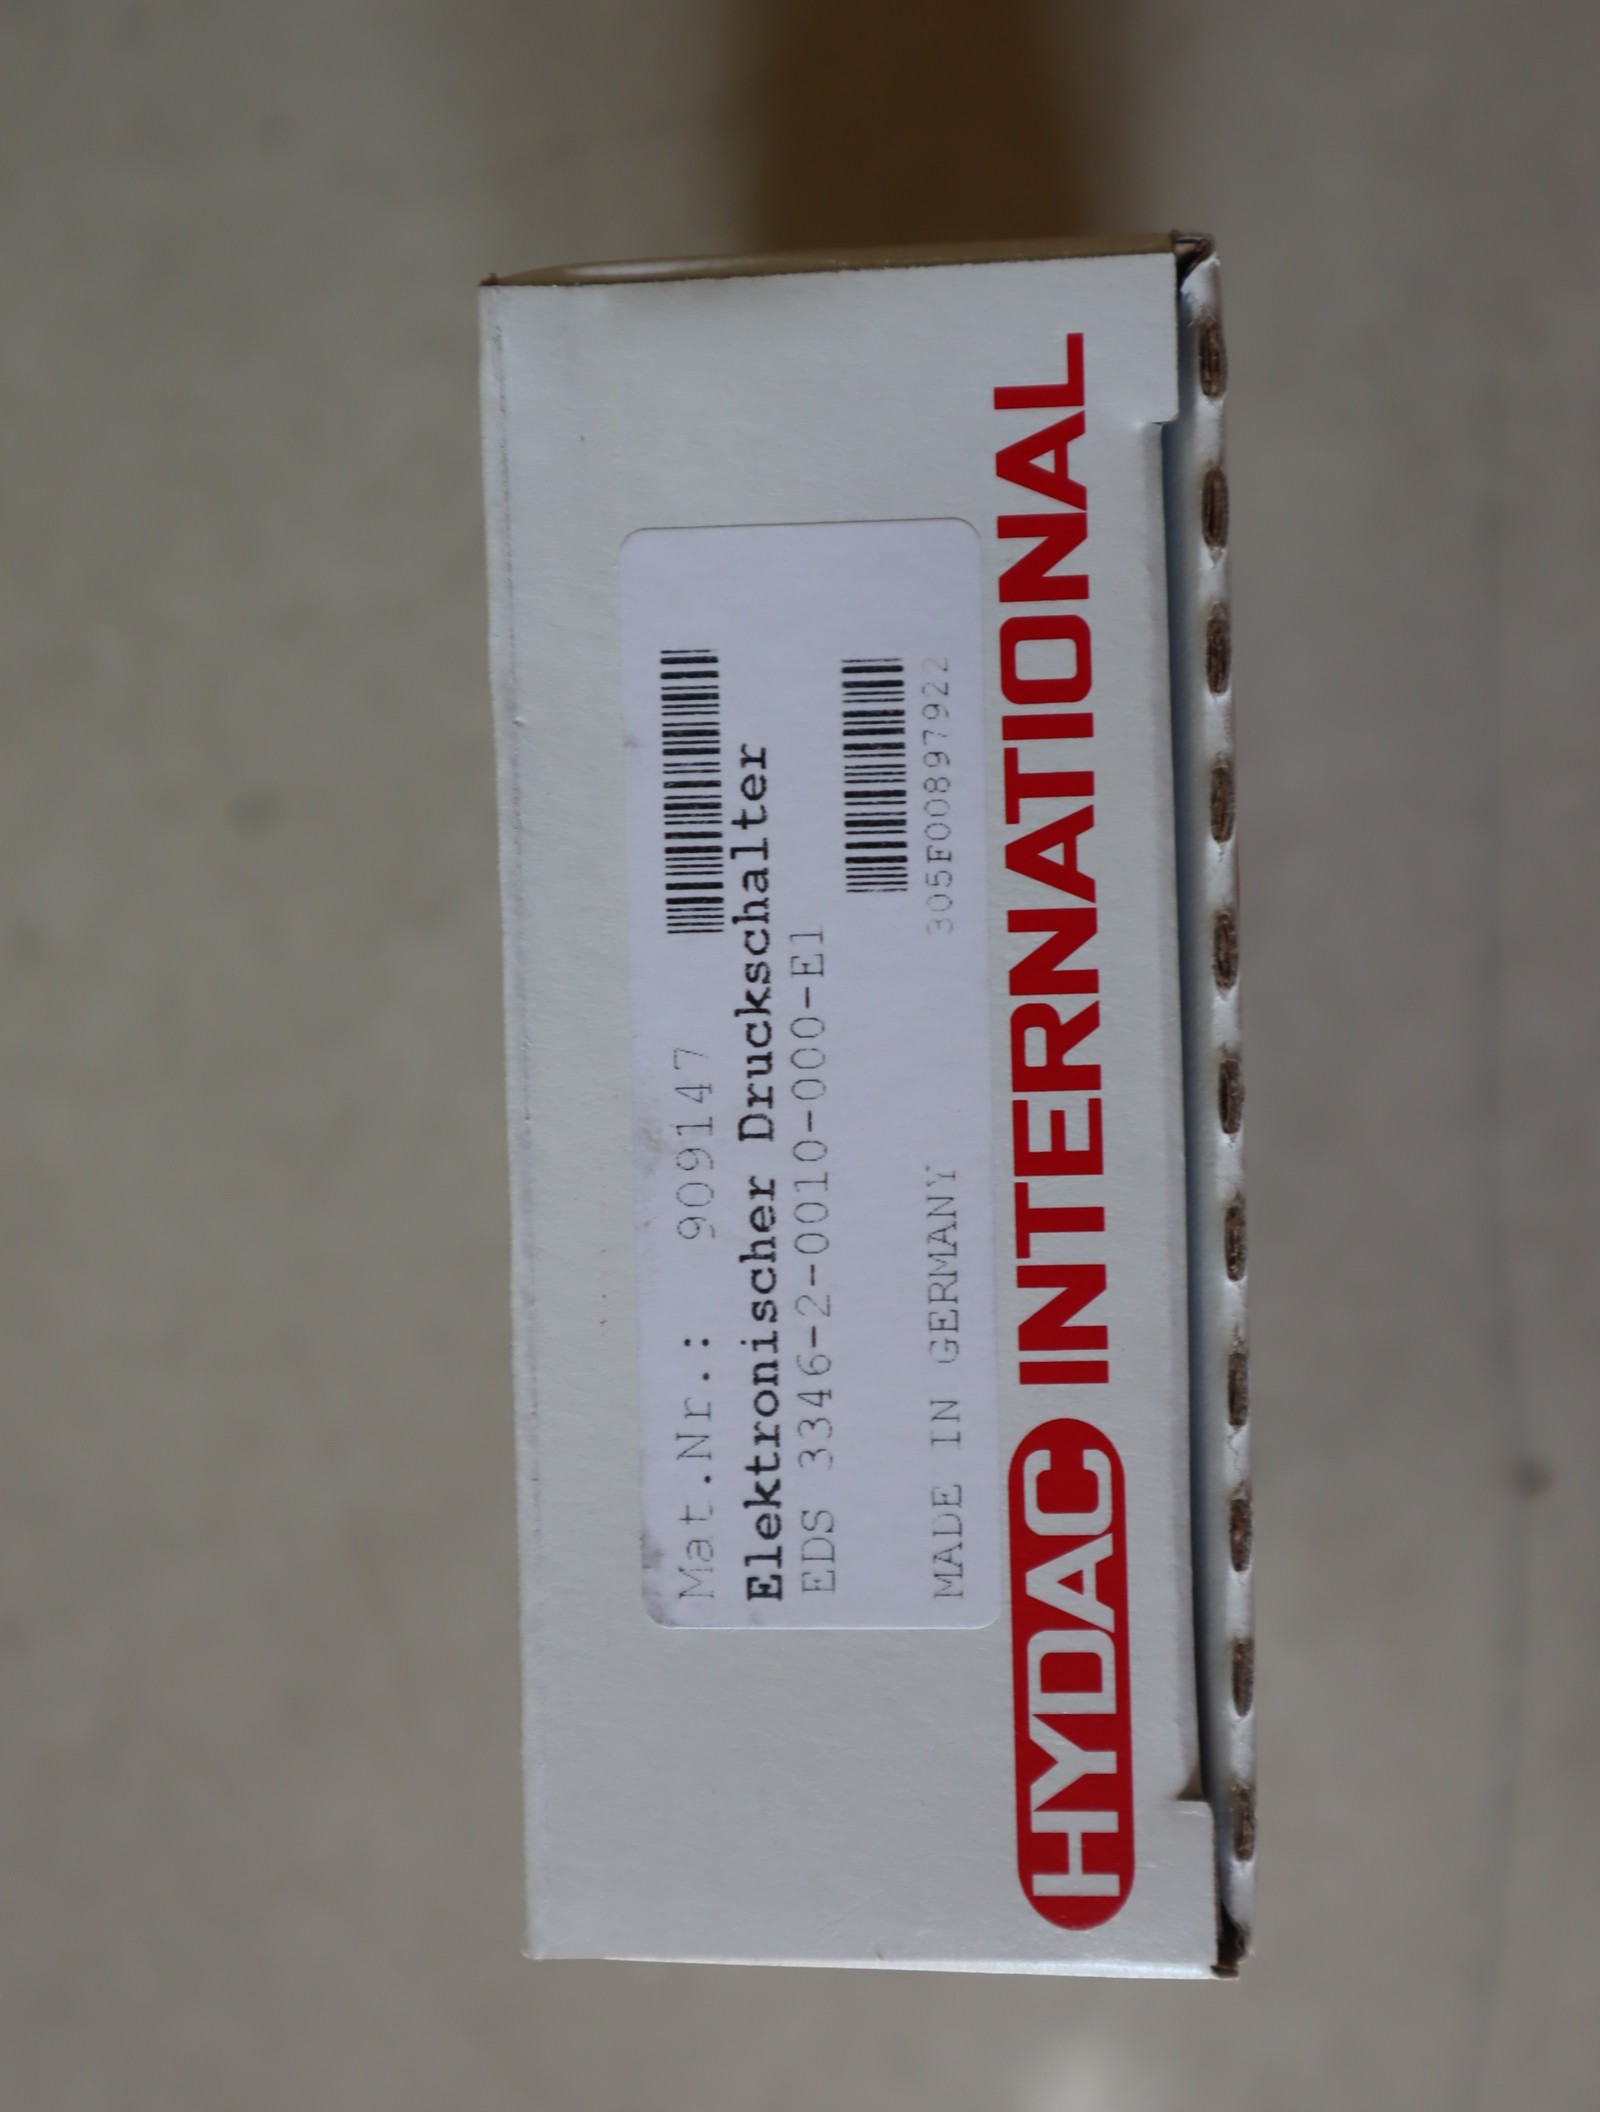 Mat.Nr.: 909147
Elektronischer Druckschalter
EDS 3346-2-0010-000-E1
MADE IN GERMANY 305F00897922
HYDAC INTERNATIONAL